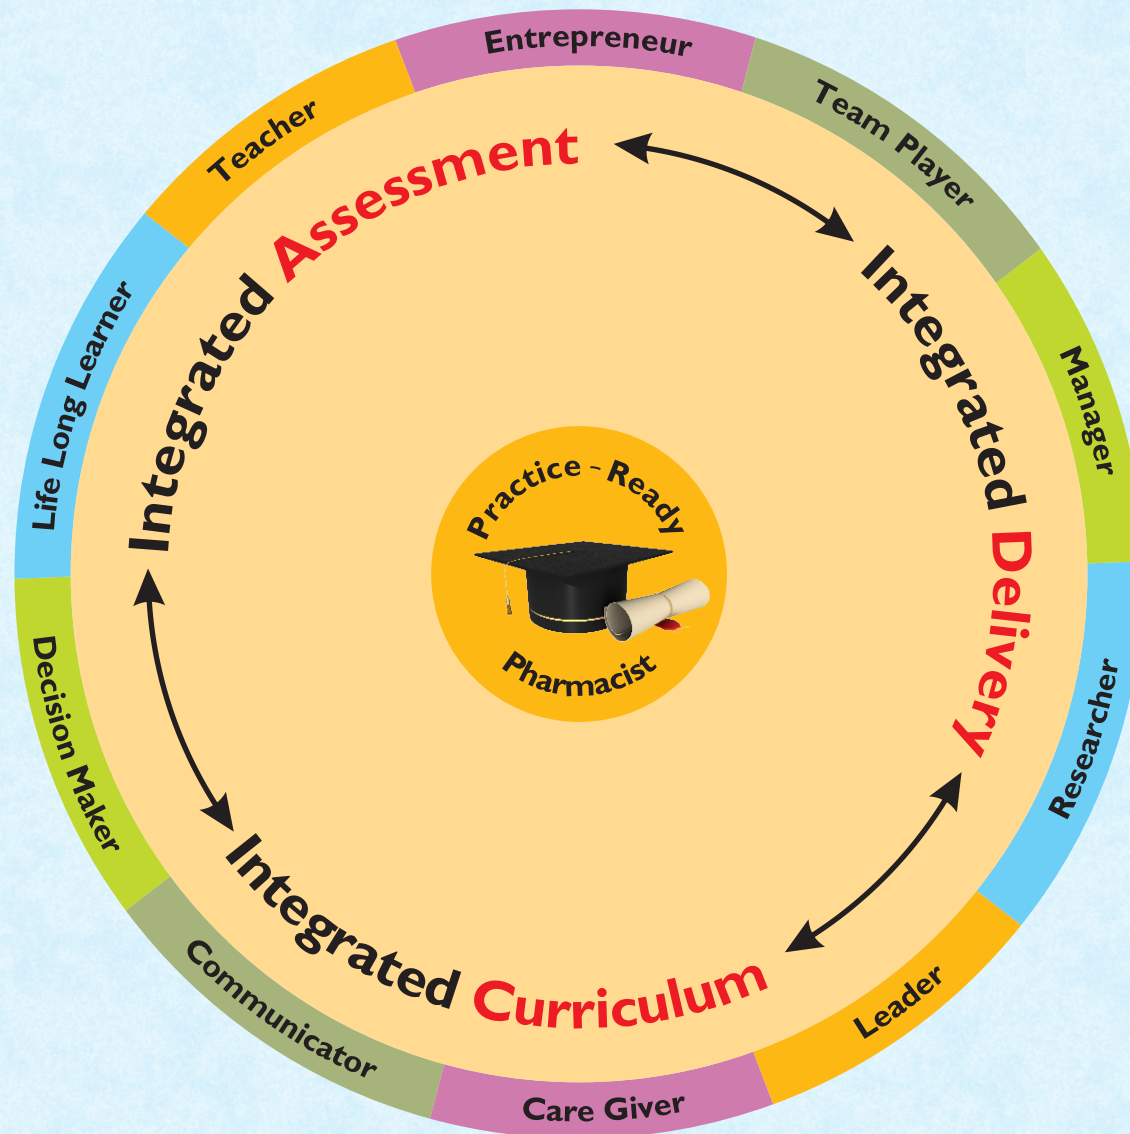 Entrepreneur
Team Player
Manager
Researcher
Leader
Care Giver
Communicator
Decision Maker
Life Long Learner
Teacher
Integrated Assessment
Integrated Delivery
Integrated Curriculum
Practice - Ready
Pharmacist